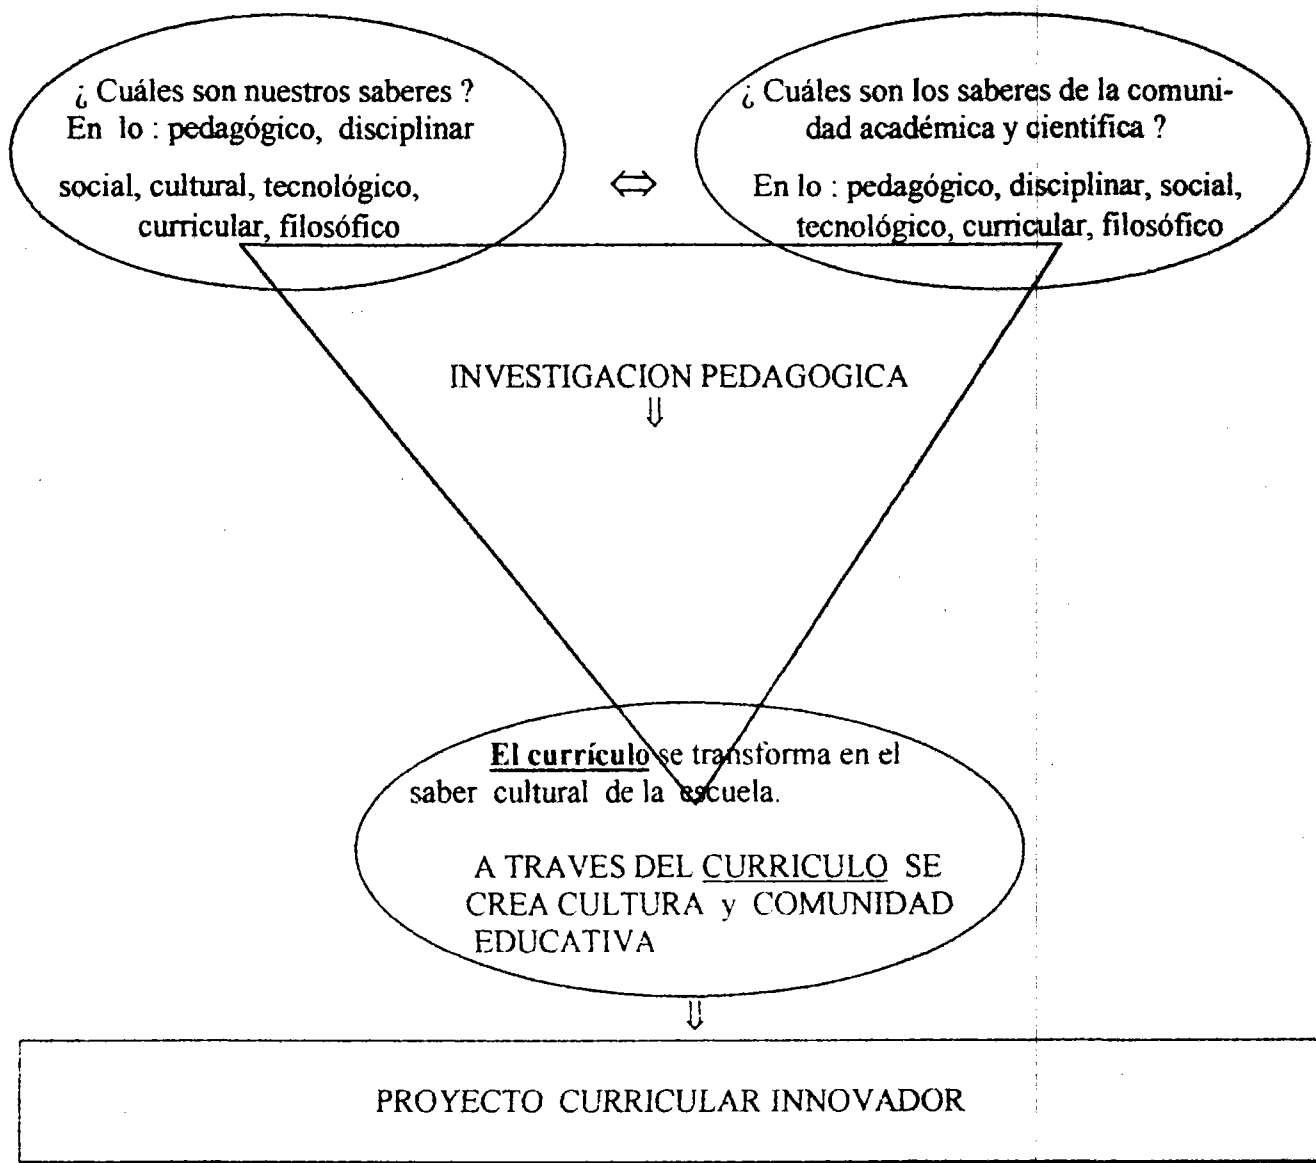 ¿ Cuáles son nuestros saberes ?
En lo : pedagógico, disciplinar
social, cultural, tecnológico,
curricular, filosófico
⇔
¿ Cuáles son los saberes de la comuni-
dad académica y científica ?
En lo : pedagógico, disciplinar, social,
tecnológico, curricular, filosófico
INVESTIGACION PEDAGOGICA
⇓
El currículo se transforma en el
saber cultural de la escuela.
A TRAVES DEL CURRICULO SE
CREA CULTURA y COMUNIDAD
EDUCATIVA
⇓
PROYECTO CURRICULAR INNOVADOR